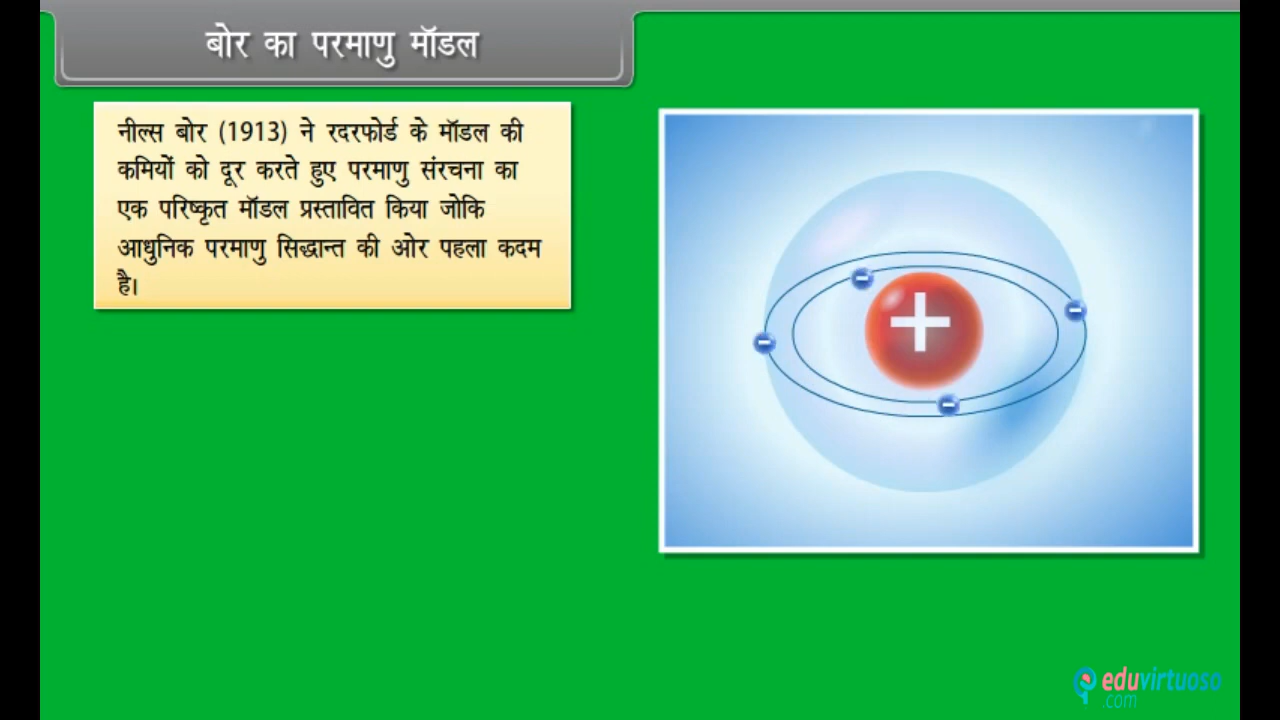 बोर का परमाणु मॉडल
नील्स बोर (1913) ने रदरफोर्ड के मॉडल की
कमियों को दूर करते हुए परमाणु संरचना का
एक परिष्कृत मॉडल प्रस्तावित किया जोकि
आधुनिक परमाणु सिद्धान्त की ओर पहला कदम
है।
+
-
-
-
-
eduvirtuoso
.com